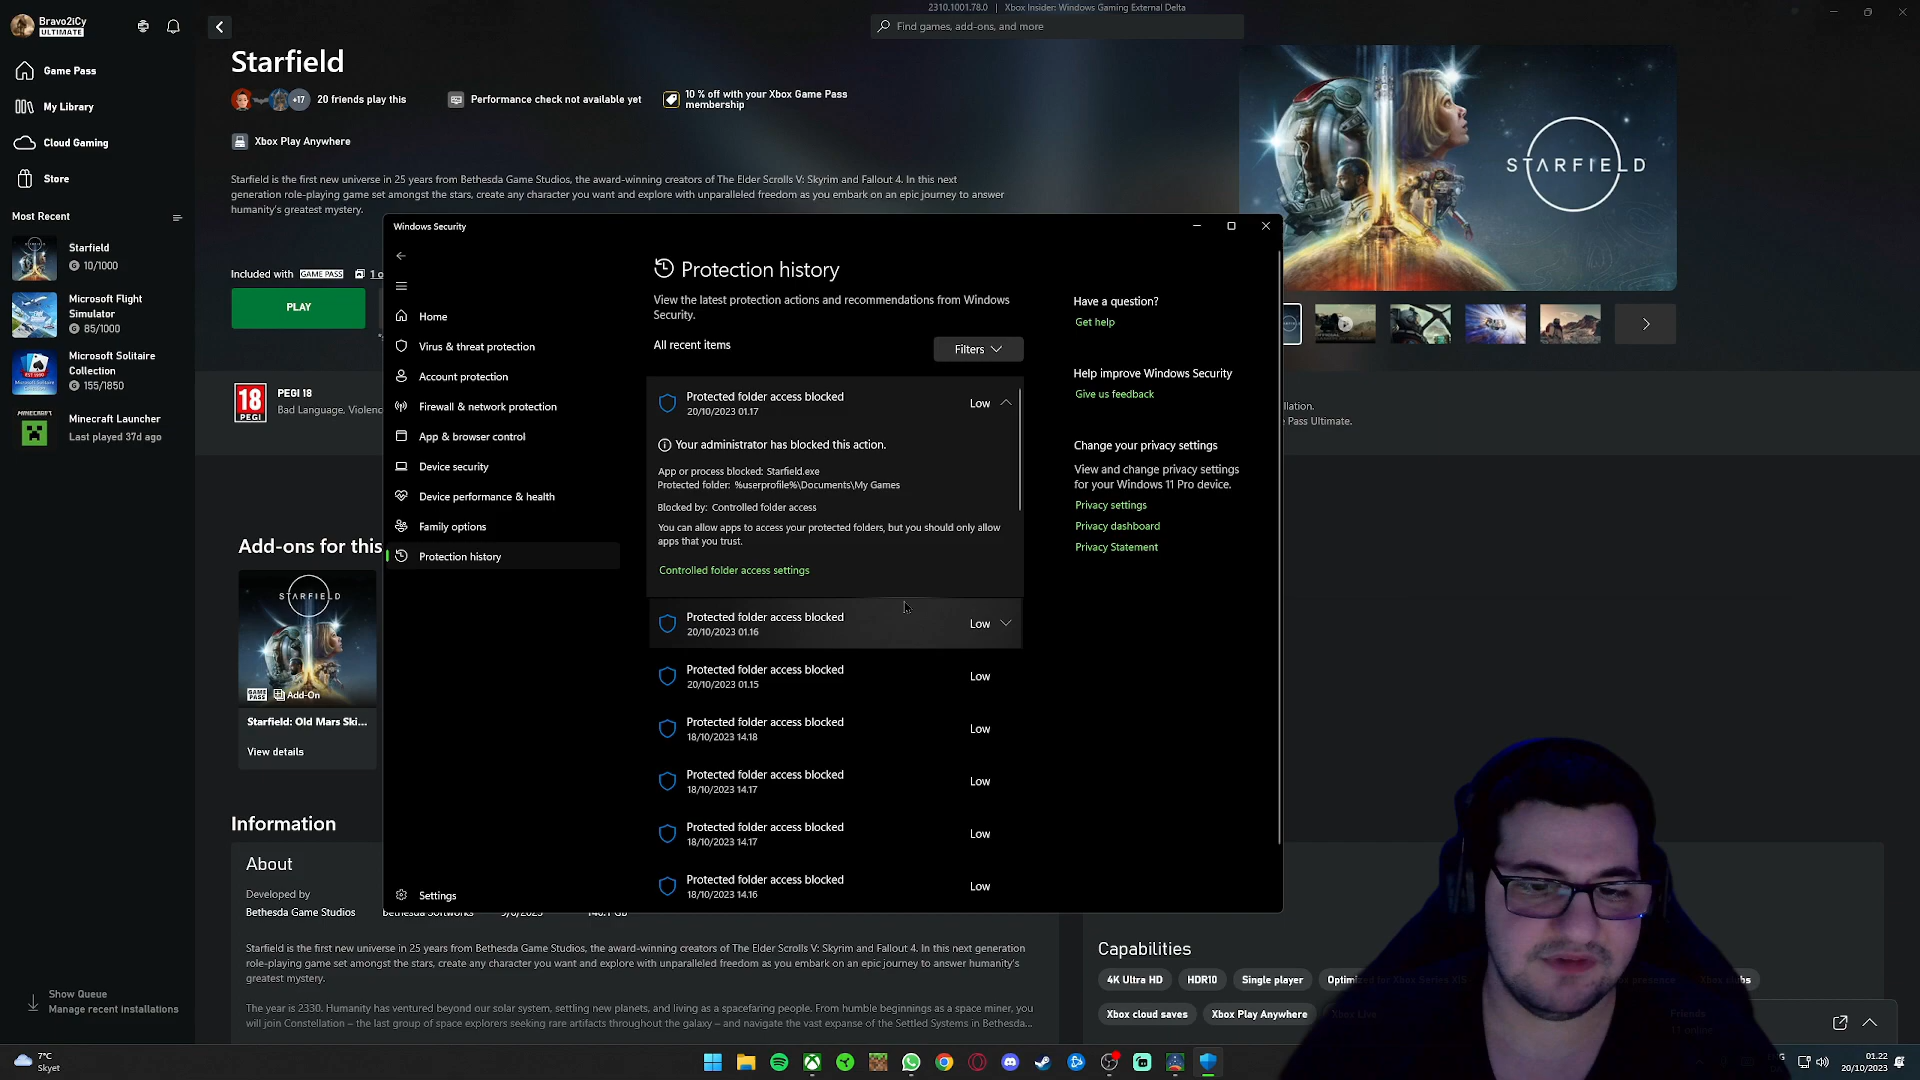 Bravo2iCy
ULTIMATE
2310.1001.78.0 | Xbox Insider: Windows Gaming External Delta
Find games, add-ons, and more
Game Pass
My Library
Cloud Gaming
Store
Most Recent
Starfield
10/1000
Microsoft Flight
Simulator
85/1000
Microsoft Solitaire
Collection
155/1850
MINECRAFT
Minecraft Launcher
Last played 37d ago
Show Queue
Manage recent installations
Starfield
+17 20 friends play this
Performance check not available yet
10 % off with your Xbox Game Pass
membership
Xbox Play Anywhere
Starfield is the first new universe in 25 years from Bethesda Game Studios, the award-winning creators of The Elder Scrolls V: Skyrim and Fallout 4. In this next
generation role-playing game set amongst the stars, create any character you want and explore with unparalleled freedom as you embark on an epic journey to answer
humanity's greatest mystery.
Included with GAME PASS
PLAY
18
PEGI
PEGI 18
Bad Language, Violenc
STARFIELD
llation.
e Pass Ultimate.
Windows Security
Home
Virus & threat protection
Account protection
Firewall & network protection
App & browser control
Device security
Device performance & health
Family options
Protection history
Settings
Protection history
View the latest protection actions and recommendations from Windows
Security.
All recent items
Filters
Protected folder access blocked
20/10/2023 01.17
Low
Your administrator has blocked this action.
App or process blocked: Starfield.exe
Protected folder: %userprofile%\Documents\My Games
Blocked by: Controlled folder access
You can allow apps to access your protected folders, but you should only allow
apps that you trust.
Controlled folder access settings
Protected folder access blocked
20/10/2023 01.16
Low
Protected folder access blocked
20/10/2023 01.15
Low
Protected folder access blocked
18/10/2023 14.18
Low
Protected folder access blocked
18/10/2023 14.17
Low
Protected folder access blocked
18/10/2023 14.17
Low
Protected folder access blocked
18/10/2023 14.16
Low
Have a question?
Get help
Help improve Windows Security
Give us feedback
Change your privacy settings
View and change privacy settings
for your Windows 11 Pro device.
Privacy settings
Privacy dashboard
Privacy Statement
Add-ons for this
STARFIELD
GAME PASS Add-On
Starfield: Old Mars Ski...
View details
Information
About
Developed by
Bethesda Game Studios
Starfield is the first new universe in 25 years from Bethesda Game Studios, the award-winning creators of The Elder Scrolls V: Skyrim and Fallout 4. In this next generation
role-playing game set amongst the stars, create any character you want and explore with unparalleled freedom as you embark on an epic journey to answer humanity's
greatest mystery.
The year is 2330. Humanity has ventured beyond our solar system, settling new planets, and living as a spacefaring people. From humble beginnings as a space miner, you
will join Constellation – the last group of space explorers seeking rare artifacts throughout the galaxy – and navigate the vast expanse of the Settled Systems in Bethesda...
Capabilities
4K Ultra HD
HDR10
Single player
Xbox cloud saves
Xbox Play Anywhere
7°C
Skyet
01.22
20/10/2023